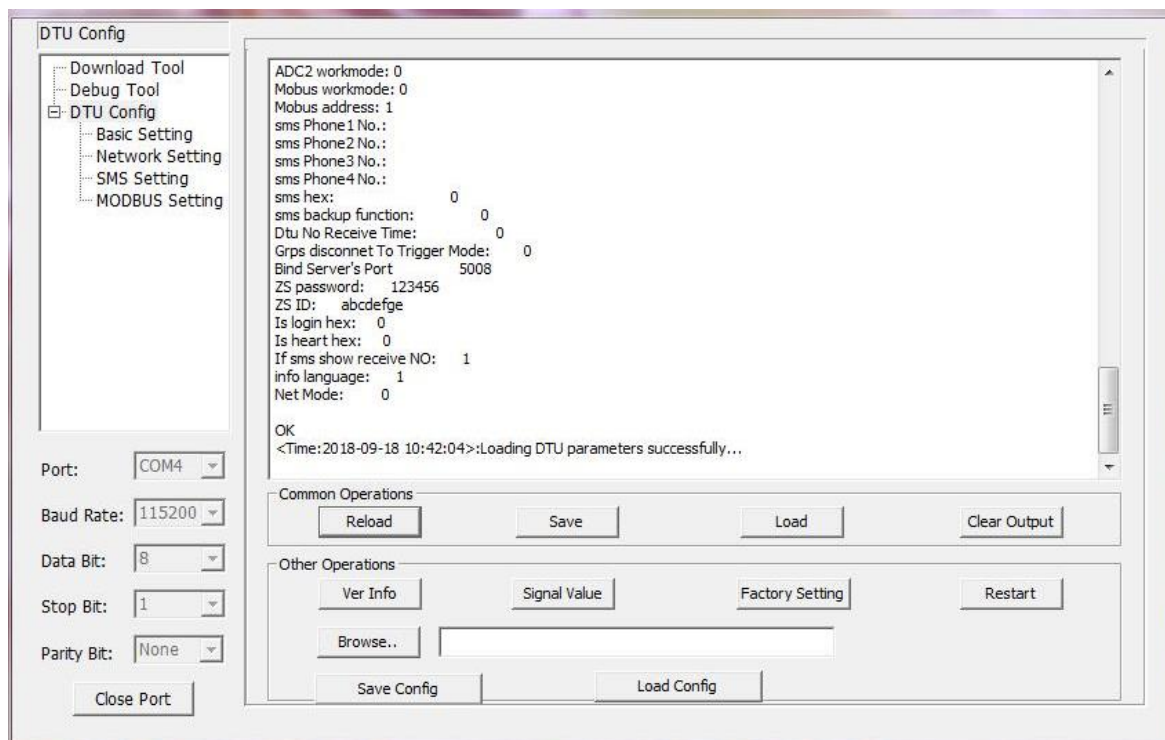 DTU Config
Download Tool
Debug Tool
DTU Config
Basic Setting
Network Setting
SMS Setting
MODBUS Setting
ADC2 workmode: 0
Mobus workmode: 0
Mobus address: 1
sms Phone1 No.:
sms Phone2 No.:
sms Phone3 No.:
sms Phone4 No.:
sms hex: 0
sms backup function: 0
Dtu No Receive Time: 0
Grps disconnet To Trigger Mode: 0
Bind Server's Port 5008
ZS password: 123456
ZS ID: abcdefge
Is login hex: 0
Is heart hex: 0
If sms show receive NO: 1
info language: 1
Net Mode: 0
OK
<Time:2018-09-18 10:42:04>:Loading DTU parameters successfully...
Port: COM4
Baud Rate: 115200
Data Bit: 8
Stop Bit: 1
Parity Bit: None
Close Port
Common Operations
Reload Save Load Clear Output
Other Operations
Ver Info Signal Value Factory Setting Restart
Browse..
Save Config Load Config